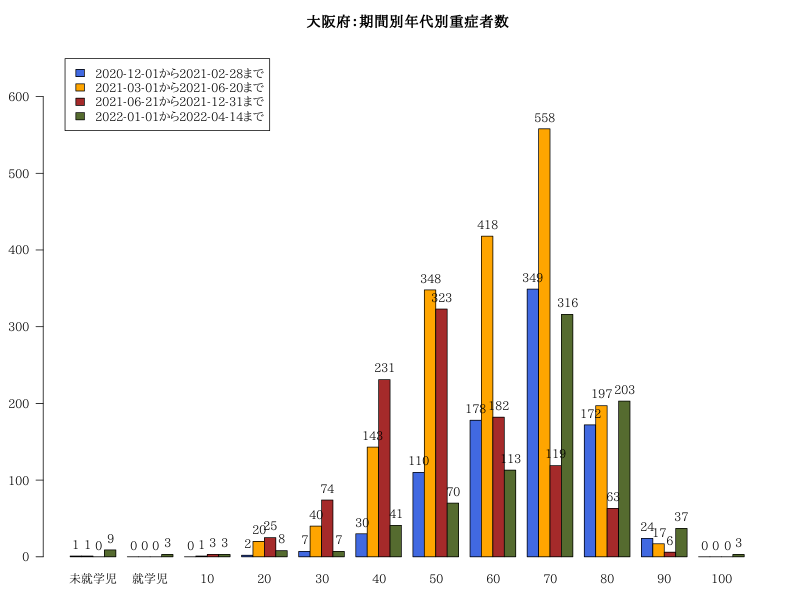 大阪府：期間別年代別重症者数
2020-12-01から2021-02-28まで
2021-03-01から2021-06-20まで
2021-06-21から2021-12-31まで
2022-01-01から2022-04-14まで
600
500
400
300
200
100
0
1 1 0 9
0 0 0 3
0 1 3 3
2 20 25 8
7 40 74 7
30 143 231 41
110 348 323 70
178 418 182 113
349 558 119 316
172 197 63 203
24 17 6 37
0 0 0 3
未就学児 就学児 10 20 30 40 50 60 70 80 90 100